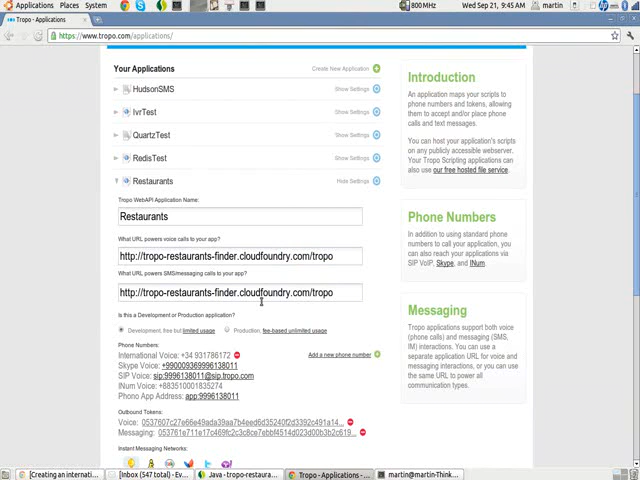 Applications Places System
800 MHz
Wed Sep 21, 9:45 AM
martin
Tropo - Applications
https://www.tropo.com/applications/
Your Applications
Create New Application
HudsonSMS
Show Settings
IvrTest
Show Settings
QuartzTest
Show Settings
RedisTest
Show Settings
Restaurants
Hide Settings
Tropo WebAPI Application Name:
Restaurants
What URL powers voice calls to your app?
http://tropo-restaurants-finder.cloudfoundry.com/tropo
What URL powers SMS/messaging calls to your app?
http://tropo-restaurants-finder.cloudfoundry.com/tropo
Is this a Development or Production application?
Development, free but limited usage
Production, fee-based unlimited usage
Phone Numbers:
International Voice: +34 931786172
Add a new phone number
Skype Voice: +990009369996138011
SIP Voice: sip:9996138011@sip.tropo.com
INum Voice: +883510001835274
Phono App Address: app:9996138011
Outbound Tokens:
Voice: 0537607c27e66e49ada39aa7b4eed6d35240f2d3392c491a14...
Messaging: 053761e711e17c469fc2c3c8ce7ebbf4514d023d00b3b2c619...
Instant Messaging Networks:
Introduction
An application maps your scripts to
phone numbers and tokens, allowing
them to accept and/or place phone
calls and text messages.
You can host your application's scripts
on any publicly accessible webserver.
Your Tropo Scripting applications can
also use our free hosted file service.
Phone Numbers
In addition to using standard phone
numbers to call your application, you
can also reach your applications via
SIP VoIP, Skype, and INum.
Messaging
Tropo applications support both
voice (phone calls) and messaging (SMS,
IM) interactions. You can use a
separate application URL for voice and
messaging interactions, or you can use
the same URL to power all
communication types.
[Creating an internati...
[Inbox (547 total) - Ev...
Java - tropo-restaura...
Tropo - Applications - ...
martin@martin-Think...